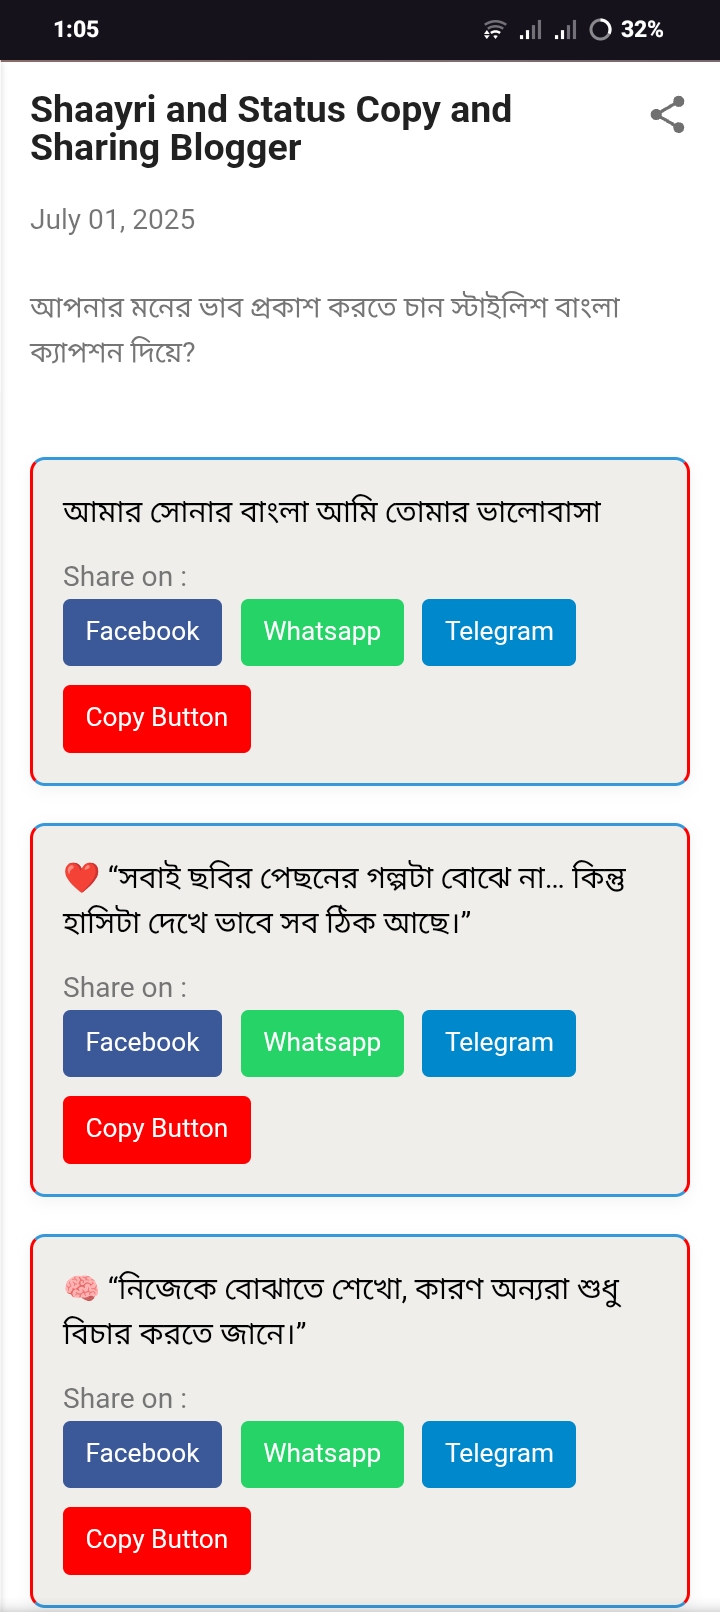 1:05
32%
Shaayri and Status Copy and
Sharing Blogger
July 01, 2025
আপনার মনের ভাব প্রকাশ করতে চান স্টাইলিশ বাংলা
ক্যাপশন দিয়ে?
আমার সোনার বাংলা আমি তোমার ভালোবাসা
Share on :
Facebook Whatsapp Telegram
Copy Button
❤️ “সবাই ছবির পেছনের গল্পটা বোঝে না... কিন্তু
হাসিটা দেখে ভাবে সব ঠিক আছে।”
Share on :
Facebook Whatsapp Telegram
Copy Button
🧠 “নিজেকে বোঝাতে শেখো, কারণ অন্যরা শুধু
বিচার করতে জানে।”
Share on :
Facebook Whatsapp Telegram
Copy Button